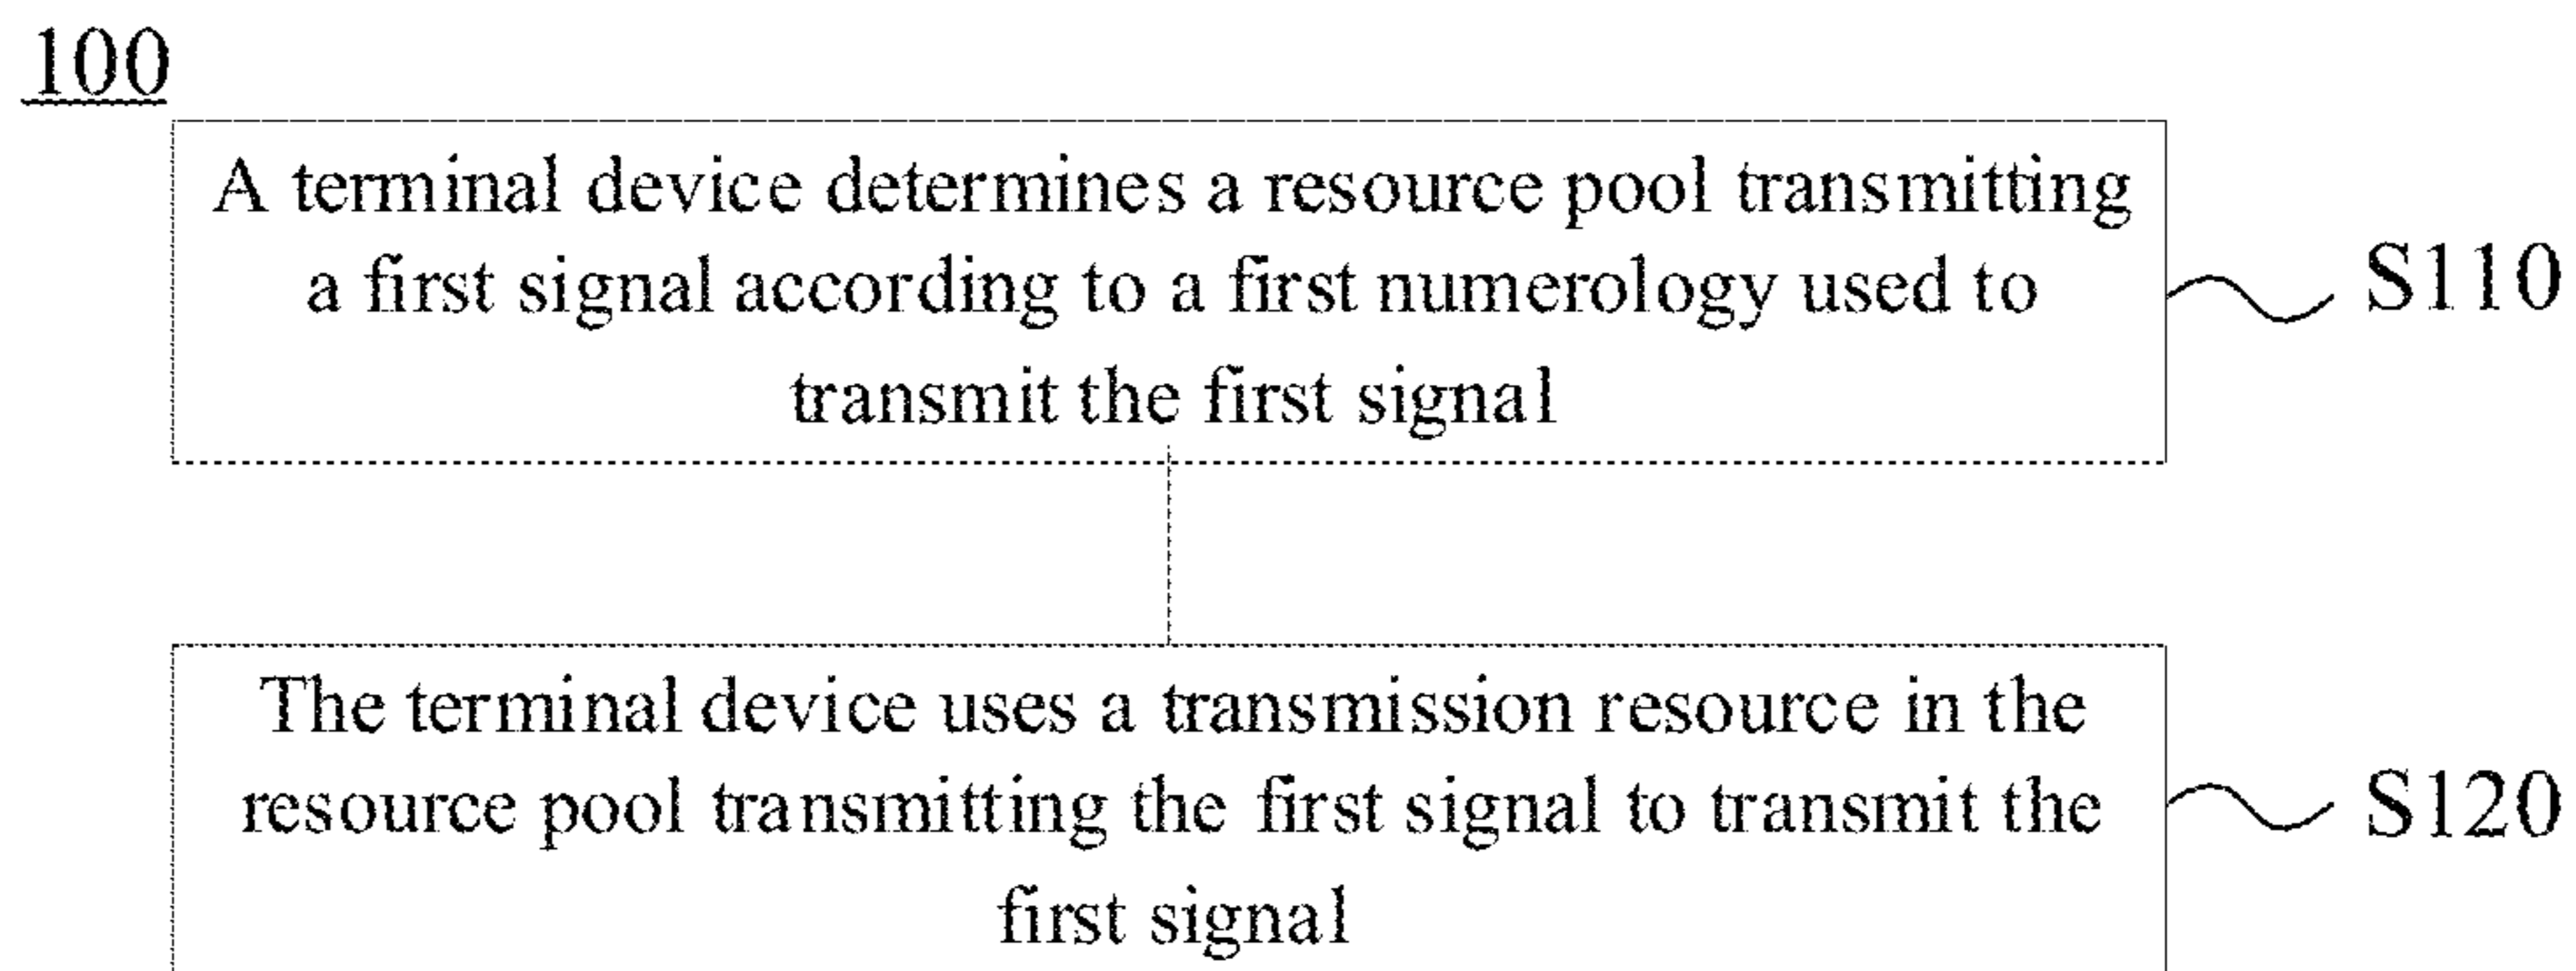 100
A terminal device determines a resource pool transmitting
a first signal according to a first numerology used to
transmit the first signal
S110
The terminal device uses a transmission resource in the
resource pool transmitting the first signal to transmit the
first signal
S120